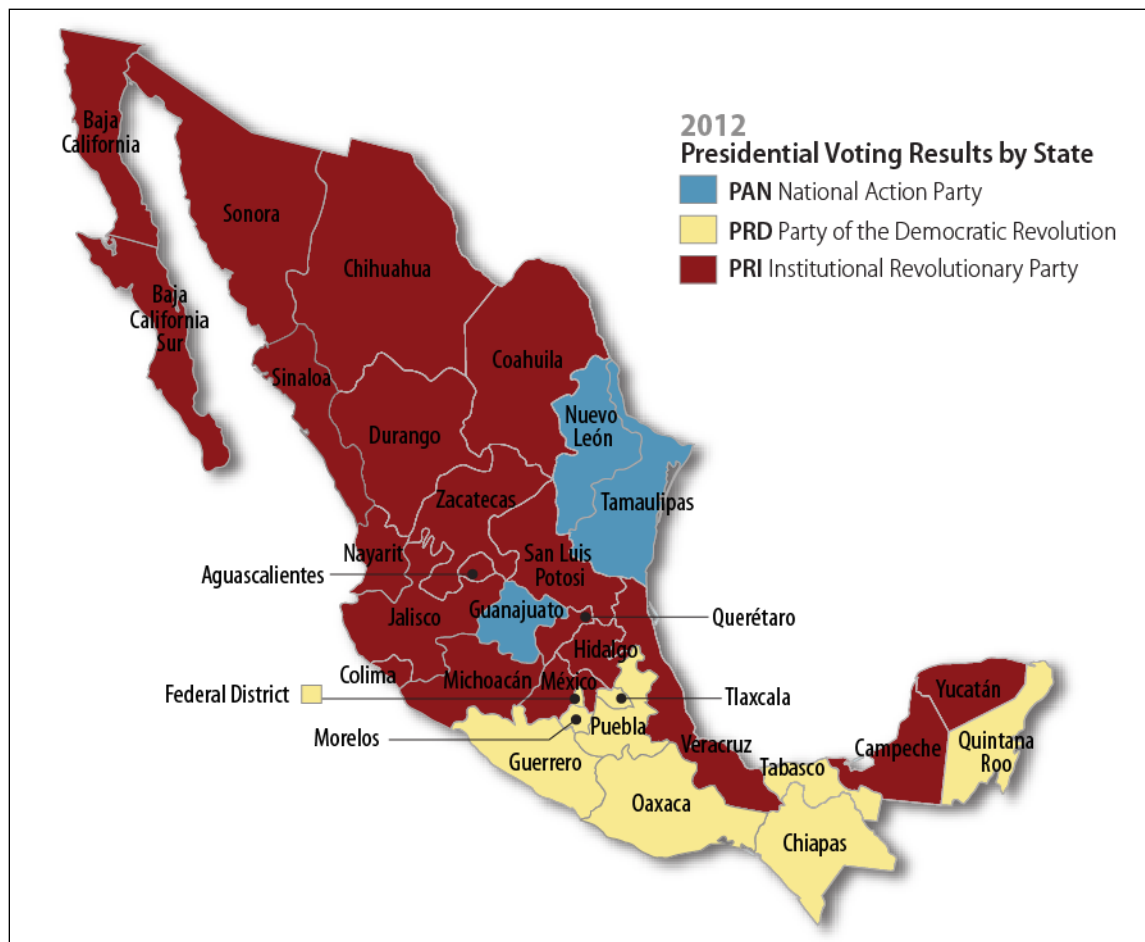 2012
Presidential Voting Results by State
PAN National Action Party
PRD Party of the Democratic Revolution
PRI Institutional Revolutionary Party
Baja
California
Sonora
Chihuahua
Baja
California
Sur
Coahuila
Sinaloa
Nuevo
León
Durango
Zacatecas
Tamaulipas
Nayarit
San Luis
Potosi
Aguascalientes
Guanajuato
Jalisco
Querétaro
Hidalgo
Colima
Michoacán
México
Federal District
Tlaxcala
Yucatán
Morelos
Puebla
Veracruz
Campeche
Quintana
Roo
Guerrero
Tabasco
Oaxaca
Chiapas